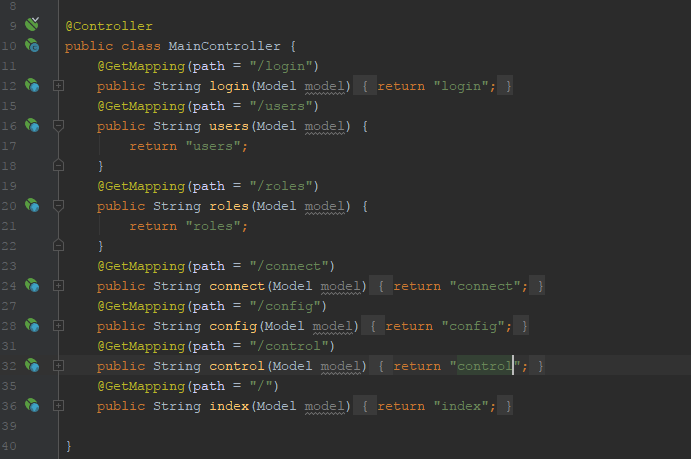 8
9 @Controller
10 public class MainController {
11 @GetMapping(path = "/login")
12 public String login(Model model) { return "login"; }
15 @GetMapping(path = "/users")
16 public String users(Model model) {
17 return "users";
18 }
19 @GetMapping(path = "/roles")
20 public String roles(Model model) {
21 return "roles";
22 }
23 @GetMapping(path = "/connect")
24 public String connect(Model model) { return "connect"; }
27 @GetMapping(path = "/config")
28 public String config(Model model) { return "config"; }
31 @GetMapping(path = "/control")
32 public String control(Model model) { return "control"; }
35 @GetMapping(path = "/")
36 public String index(Model model) { return "index"; }
39
40 }